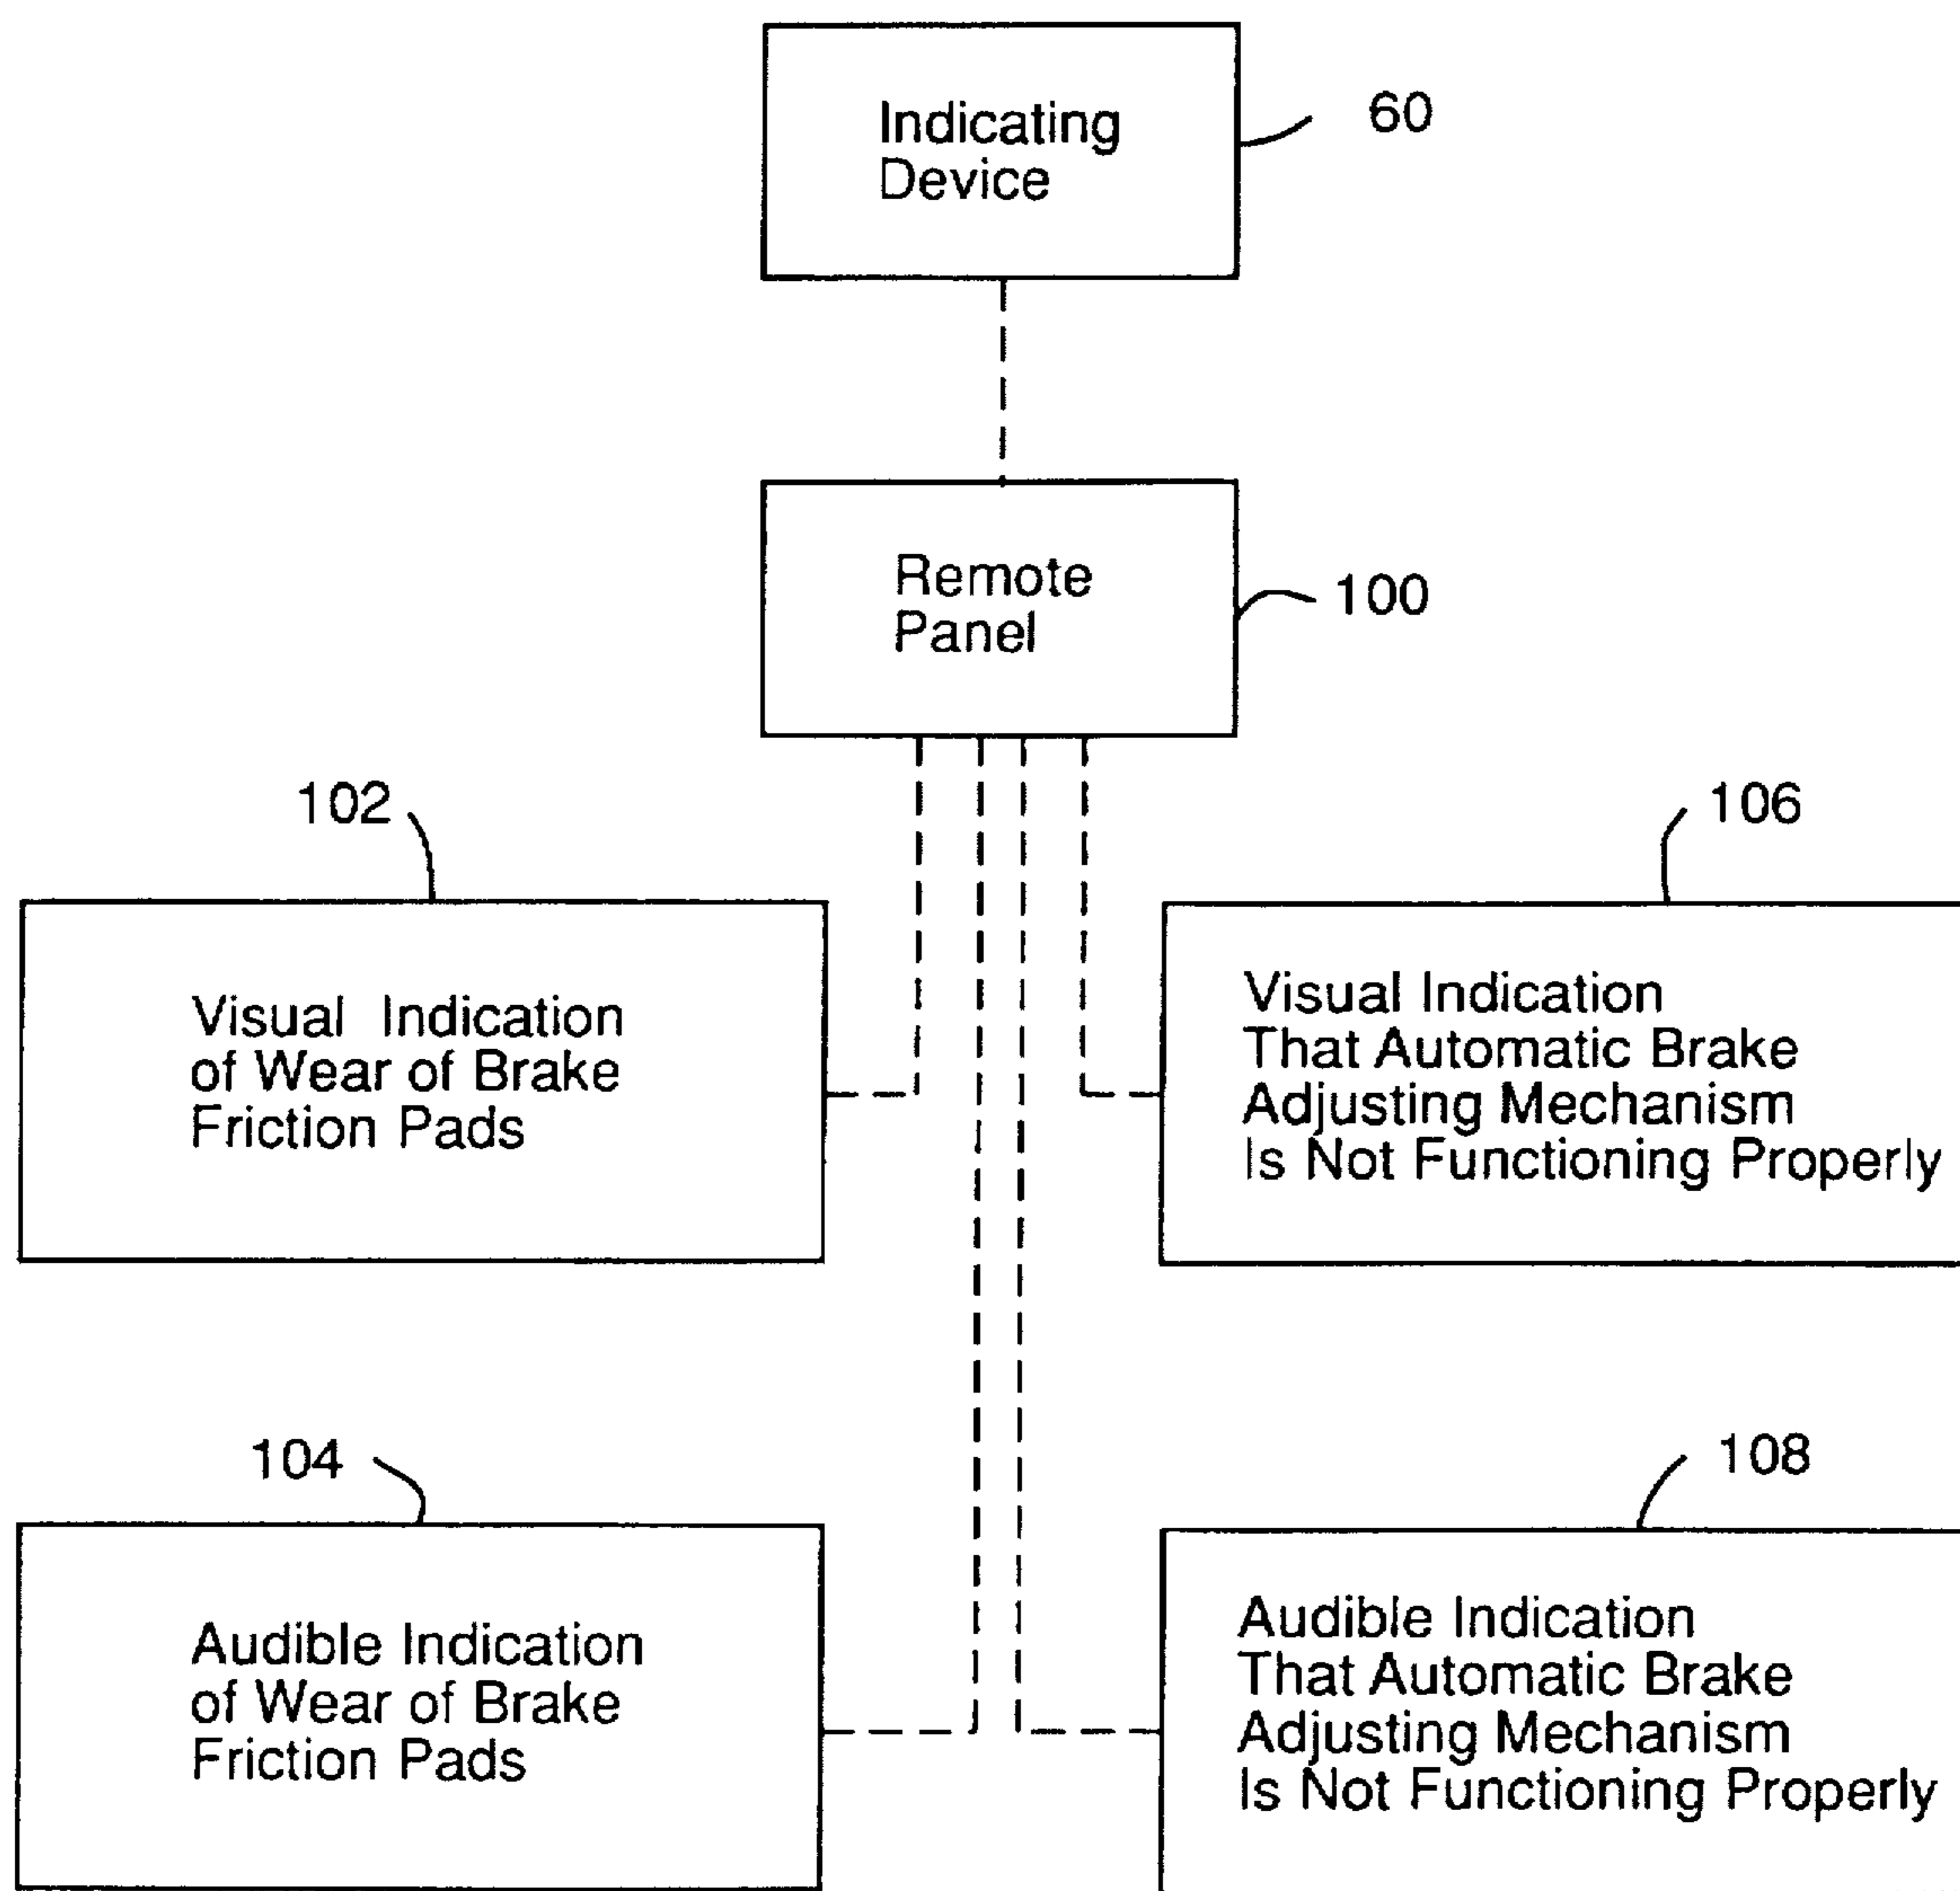 Indicating
Device
60
Remote
Panel
100
102
Visual Indication
of Wear of Brake
Friction Pads
106
Visual Indication
That Automatic Brake
Adjusting Mechanism
Is Not Functioning Properly
104
Audible Indication
of Wear of Brake
Friction Pads
108
Audible Indication
That Automatic Brake
Adjusting Mechanism
Is Not Functioning Properly